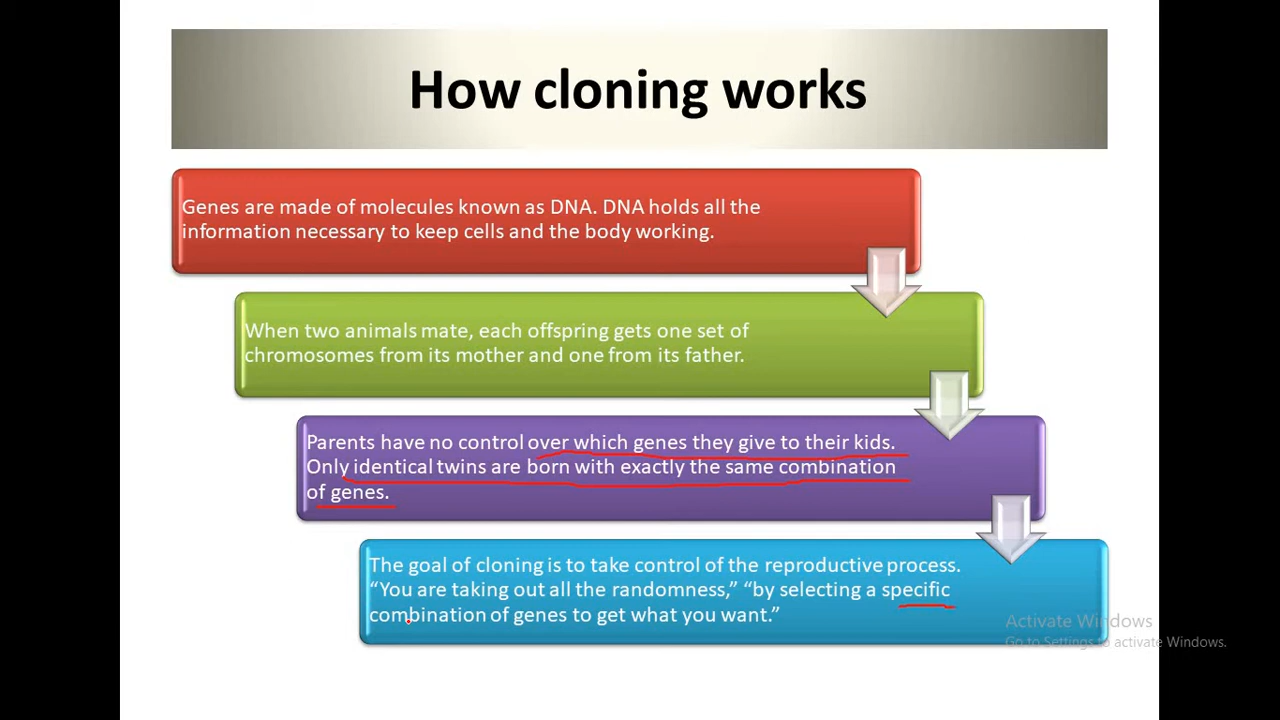 How cloning works
Genes are made of molecules known as DNA. DNA holds all the
information necessary to keep cells and the body working.
When two animals mate, each offspring gets one set of
chromosomes from its mother and one from its father.
Parents have no control over which genes they give to their kids.
Only identical twins are born with exactly the same combination
of genes.
The goal of cloning is to take control of the reproductive process.
“You are taking out all the randomness,” “by selecting a specific
combination of genes to get what you want.”
Activate Windows
Go to Settings to activate Windows.